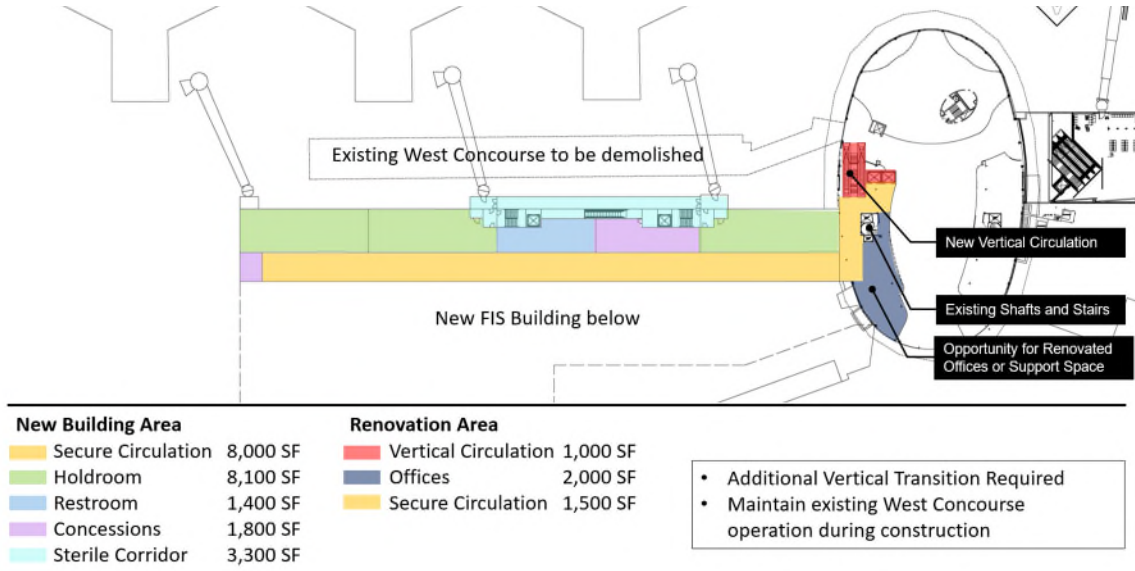 Existing West Concourse to be demolished
New Vertical Circulation
Existing Shafts and Stairs
New FIS Building below
Opportunity for Renovated
Offices or Support Space
New Building Area
Secure Circulation 8,000 SF
Holdroom 8,100 SF
Restroom 1,400 SF
Concessions 1,800 SF
Sterile Corridor 3,300 SF
Renovation Area
Vertical Circulation 1,000 SF
Offices 2,000 SF
Secure Circulation 1,500 SF
• Additional Vertical Transition Required
• Maintain existing West Concourse
operation during construction